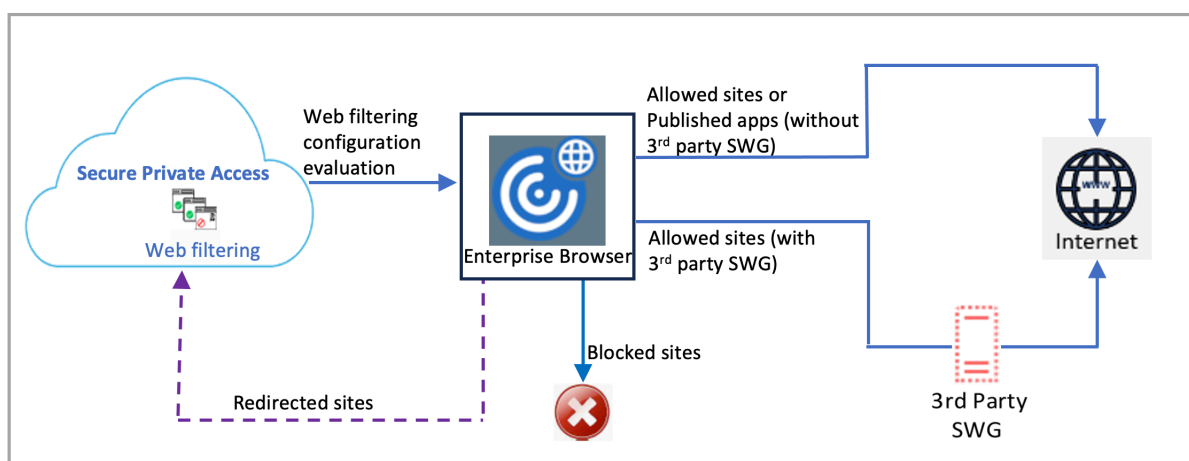 Secure Private Access
Web filtering
Web filtering
configuration
evaluation
Enterprise Browser
Allowed sites or
Published apps (without
3rd party SWG)
Allowed sites (with
3rd party SWG)
www
Internet
Blocked sites
Redirected sites
3rd Party
SWG